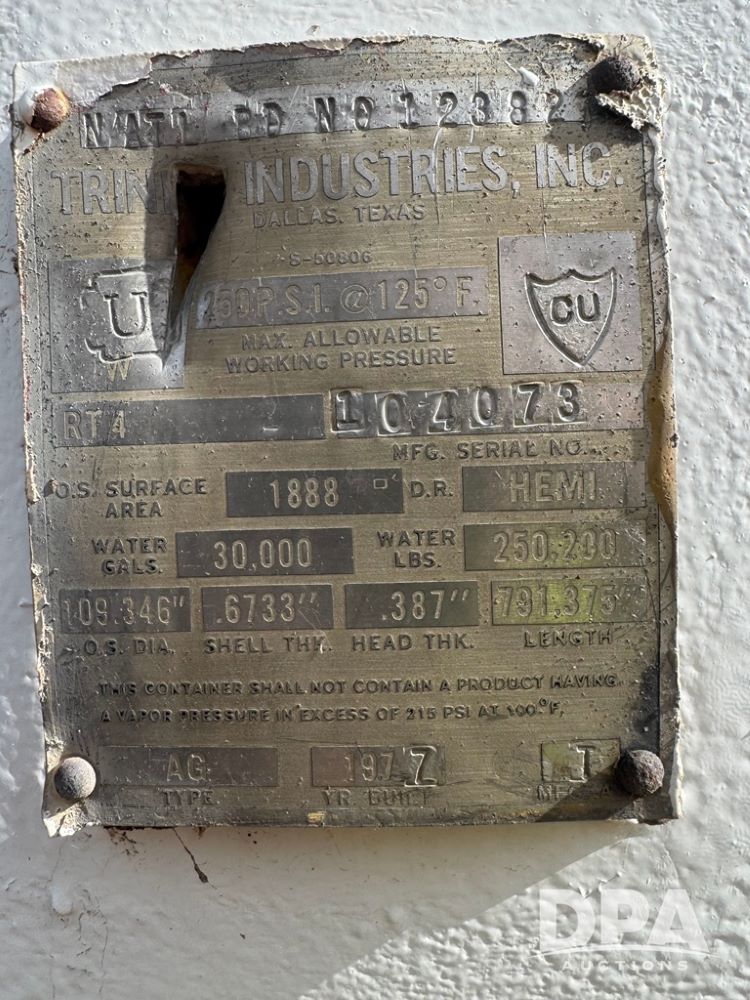 NAT'L BD NO 12382
INDUSTRIES, INC.
DALLAS, TEXAS
S-50806
U
W
250 P.S.I. @ 125° F.
MAX. ALLOWABLE
WORKING PRESSURE
CU
RT4 - 104073
MFG. SERIAL NO.
O.S. SURFACE AREA 1888 □' D.R. HEMI
WATER GALS. 30,000 WATER LBS. 250,200
109.346" .6733" .387" 791.375"
O.S. DIA. SHELL THK. HEAD THK. LENGTH
THIS CONTAINER SHALL NOT CONTAIN A PRODUCT HAVING
A VAPOR PRESSURE IN EXCESS OF 215 PSI AT 100° F.
AG 1977 T
TYPE YR. BUILT
DPA
AUCTIONS